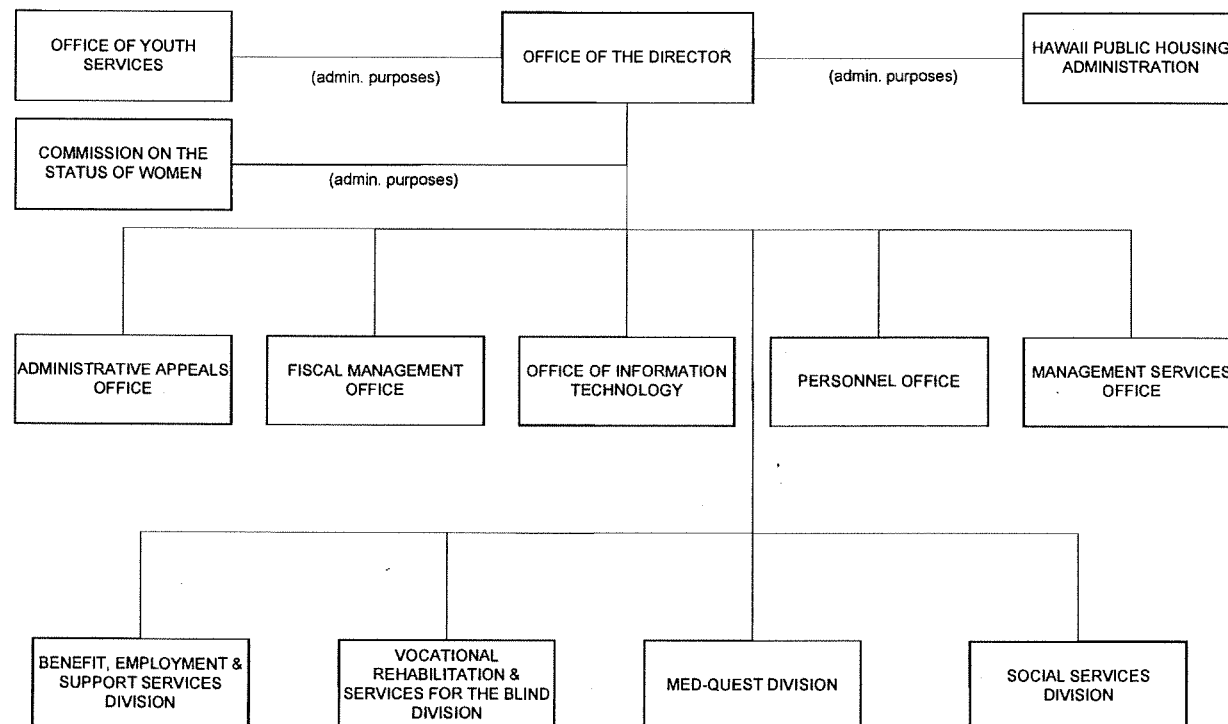 OFFICE OF YOUTH
SERVICES
(admin. purposes)
OFFICE OF THE DIRECTOR
(admin. purposes)
HAWAII PUBLIC HOUSING
ADMINISTRATION
COMMISSION ON THE
STATUS OF WOMEN
(admin. purposes)
ADMINISTRATIVE APPEALS
OFFICE
FISCAL MANAGEMENT
OFFICE
OFFICE OF INFORMATION
TECHNOLOGY
PERSONNEL OFFICE
MANAGEMENT SERVICES
OFFICE
BENEFIT, EMPLOYMENT &
SUPPORT SERVICES
DIVISION
VOCATIONAL
REHABILITATION &
SERVICES FOR THE BLIND
DIVISION
MED-QUEST DIVISION
SOCIAL SERVICES
DIVISION